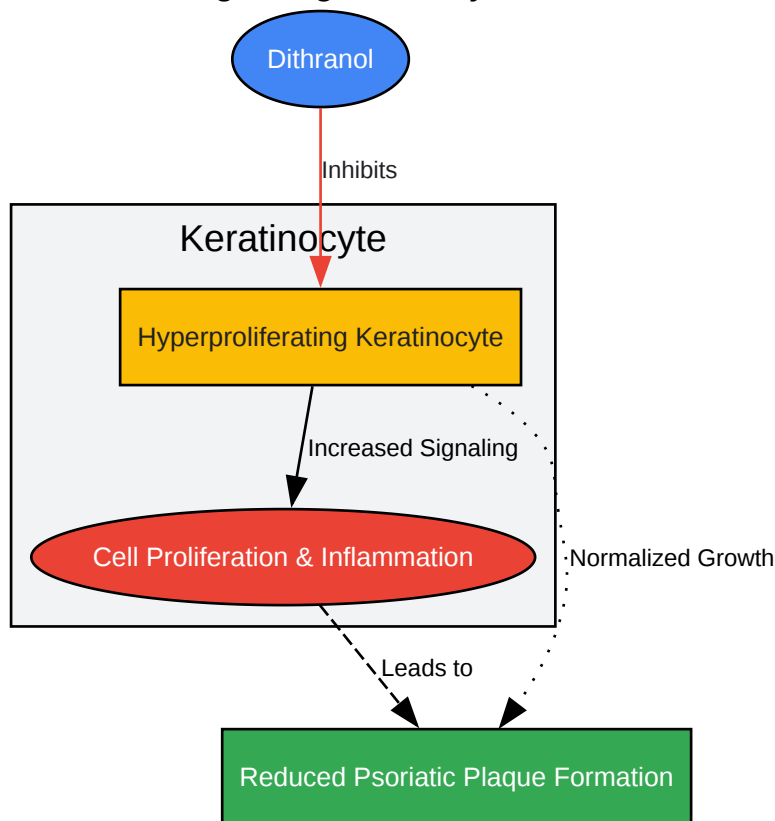 Dithranol
Inhibits
Keratinocyte
Hyperproliferating Keratinocyte
Increased Signaling
Cell Proliferation & Inflammation
Normalized Growth
Leads to
Reduced Psoriatic Plaque Formation